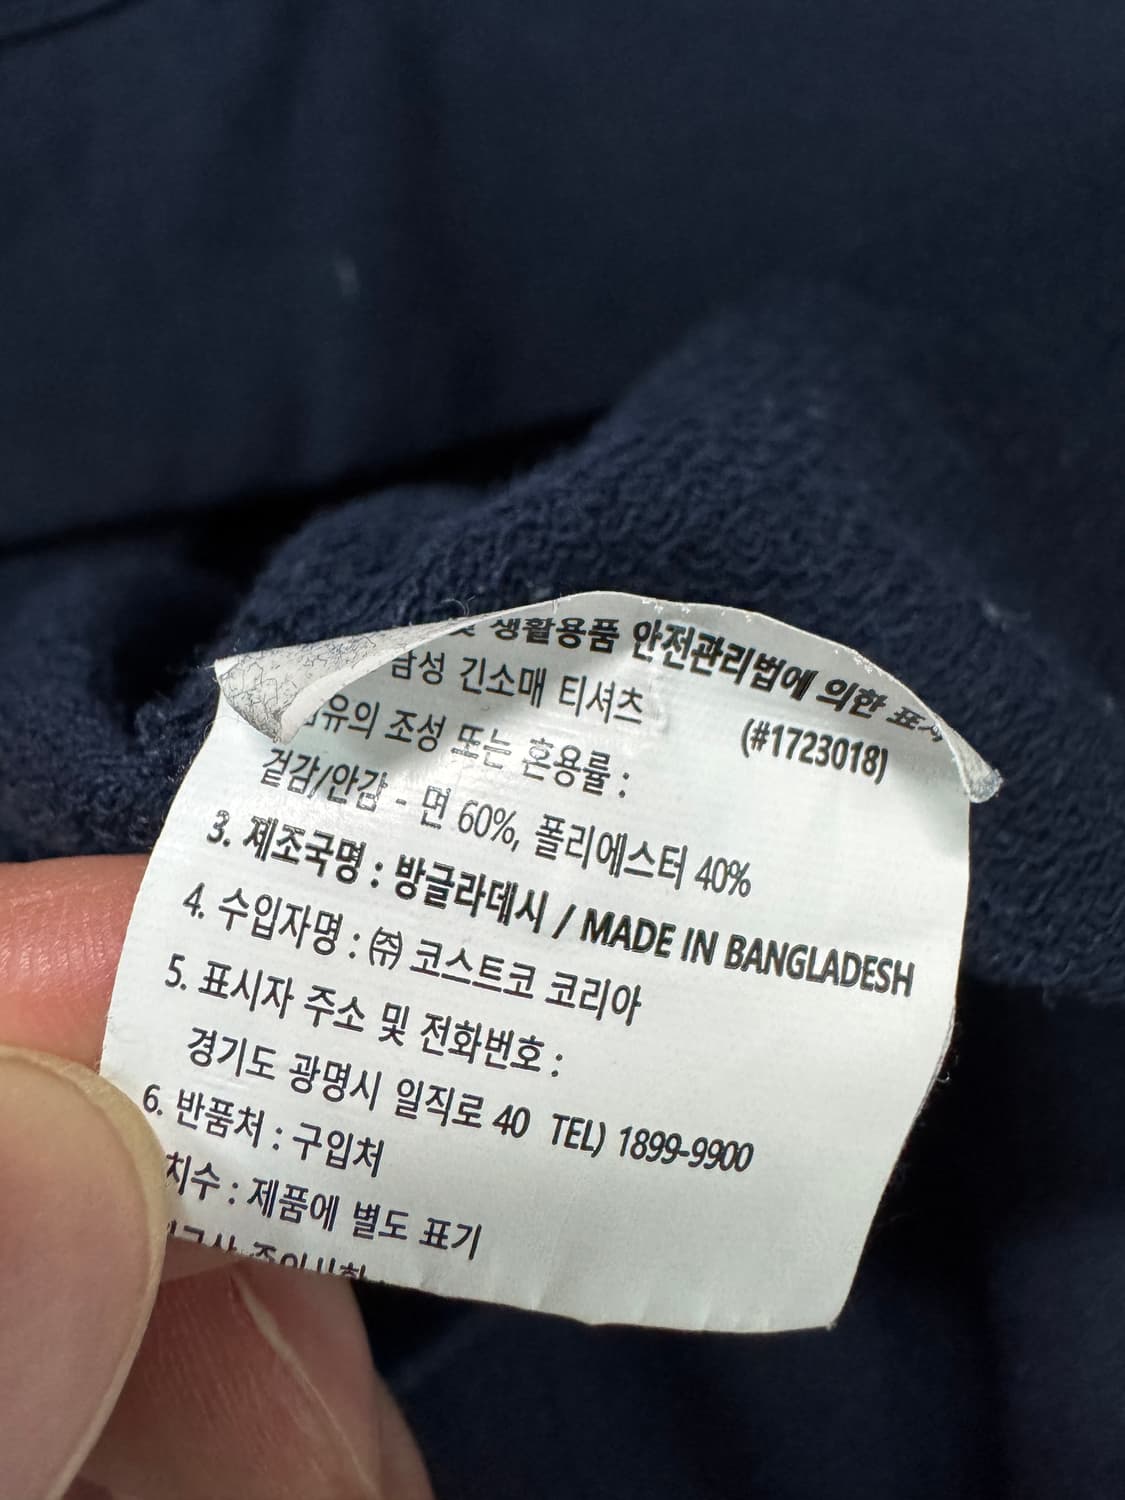 생활용품 안전관리법에 의한 표시
남성 긴소매 티셔츠 (#1723018)
조성 또는 혼용률 :
겉감/안감 - 면 60%, 폴리에스터 40%
3. 제조국명 : 방글라데시 / MADE IN BANGLADESH
4. 수입자명 : ㈜ 코스트코 코리아
5. 표시자 주소 및 전화번호 :
경기도 광명시 일직로 40 TEL) 1899-9900
6. 반품처 : 구입처
치수 : 제품에 별도 표기